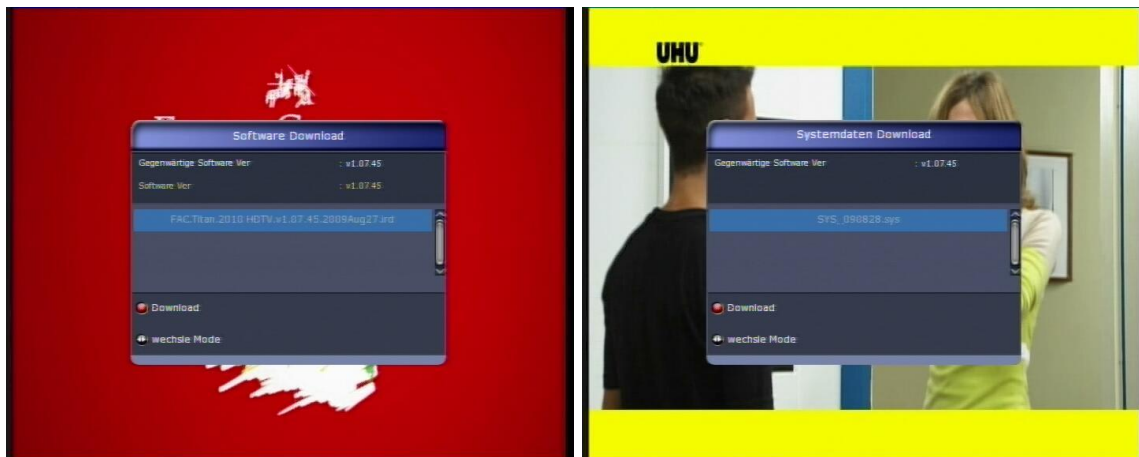 Software Download
Gegenwärtige Software Ver : v1.07.45
Software Ver : v1.07.45
FAC.Titan.2010 HDTV.v1.07.45.2009Aug27.ird
Download
wechsle Mode
UHU
Systemdaten Download
Gegenwärtige Software Ver : v1.07.45
SYS_090828.sys
Download
wechsle Mode